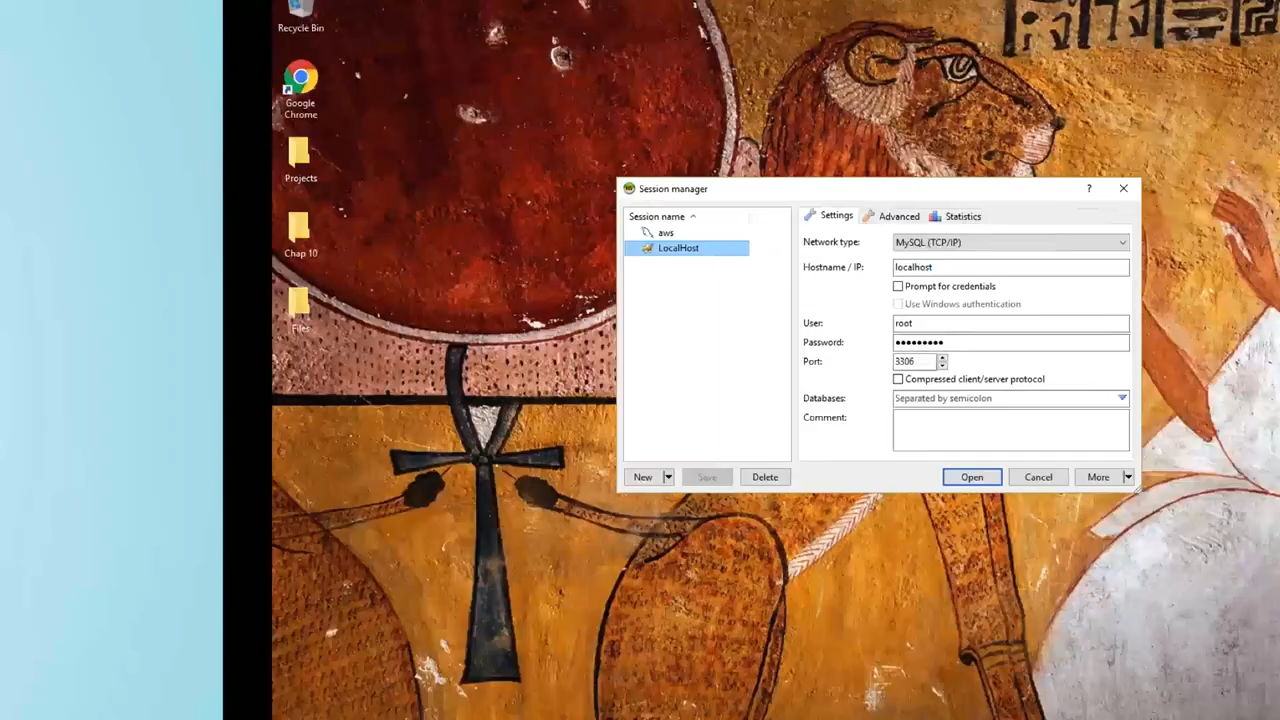 Recycle Bin
Google
Chrome
Projects
Chap 10
Files
Session manager
?
Session name
aws
LocalHost
New
Save
Delete
Settings
Advanced
Statistics
Network type:
MySQL (TCP/IP)
Hostname / IP:
localhost
Prompt for credentials
Use Windows authentication
User:
root
Password:
•••••••••
Port:
3306
Compressed client/server protocol
Databases:
Separated by semicolon
Comment:
Open
Cancel
More